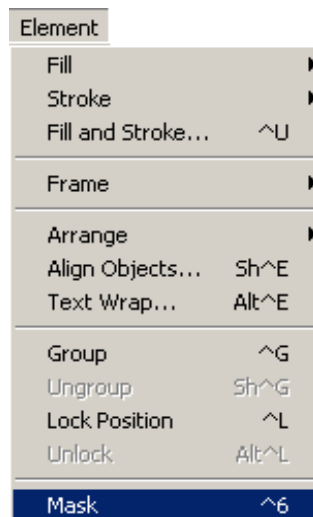 Element
Fill
Stroke
Fill and Stroke... ^U
Frame
Arrange
Align Objects... Sh^E
Text Wrap... Alt^E
Group ^G
Ungroup Sh^G
Lock Position ^L
Unlock Alt^L
Mask ^6